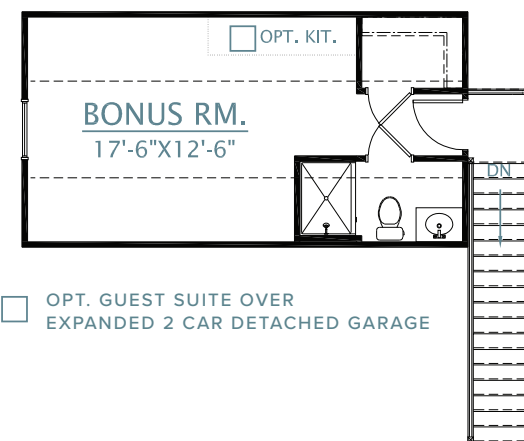 OPT. KIT.
BONUS RM.
17'-6"X12'-6"
DN
OPT. GUEST SUITE OVER
EXPANDED 2 CAR DETACHED GARAGE